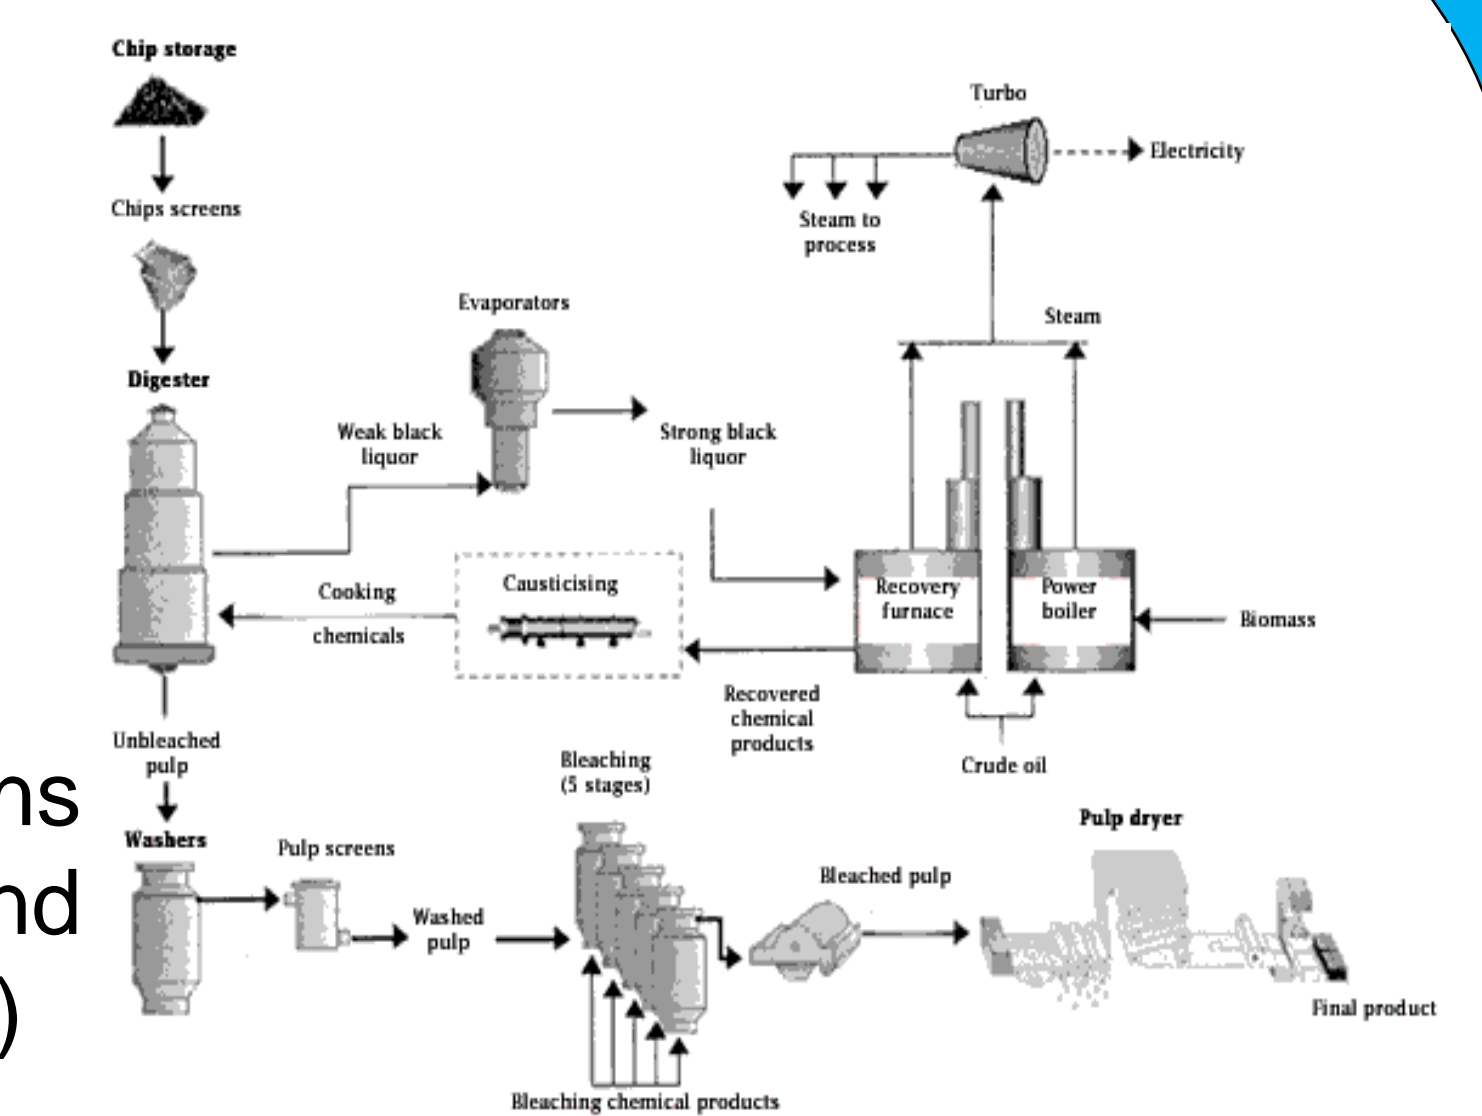 Chip storage
Turbo
Electricity
Chips screens
Steam to
process
Evaporators
Steam
Digester
Weak black
liquor
Strong black
liquor
Cooking
chemicals
Causticising
Recovery
furnace
Power
boiler
Biomass
Recovered
chemical
products
Crude oil
Unbleached
pulp
Bleaching
(5 stages)
ns
nd
)
Washers
Pulp screens
Washed
pulp
Bleached pulp
Pulp dryer
Final product
Bleaching chemical products